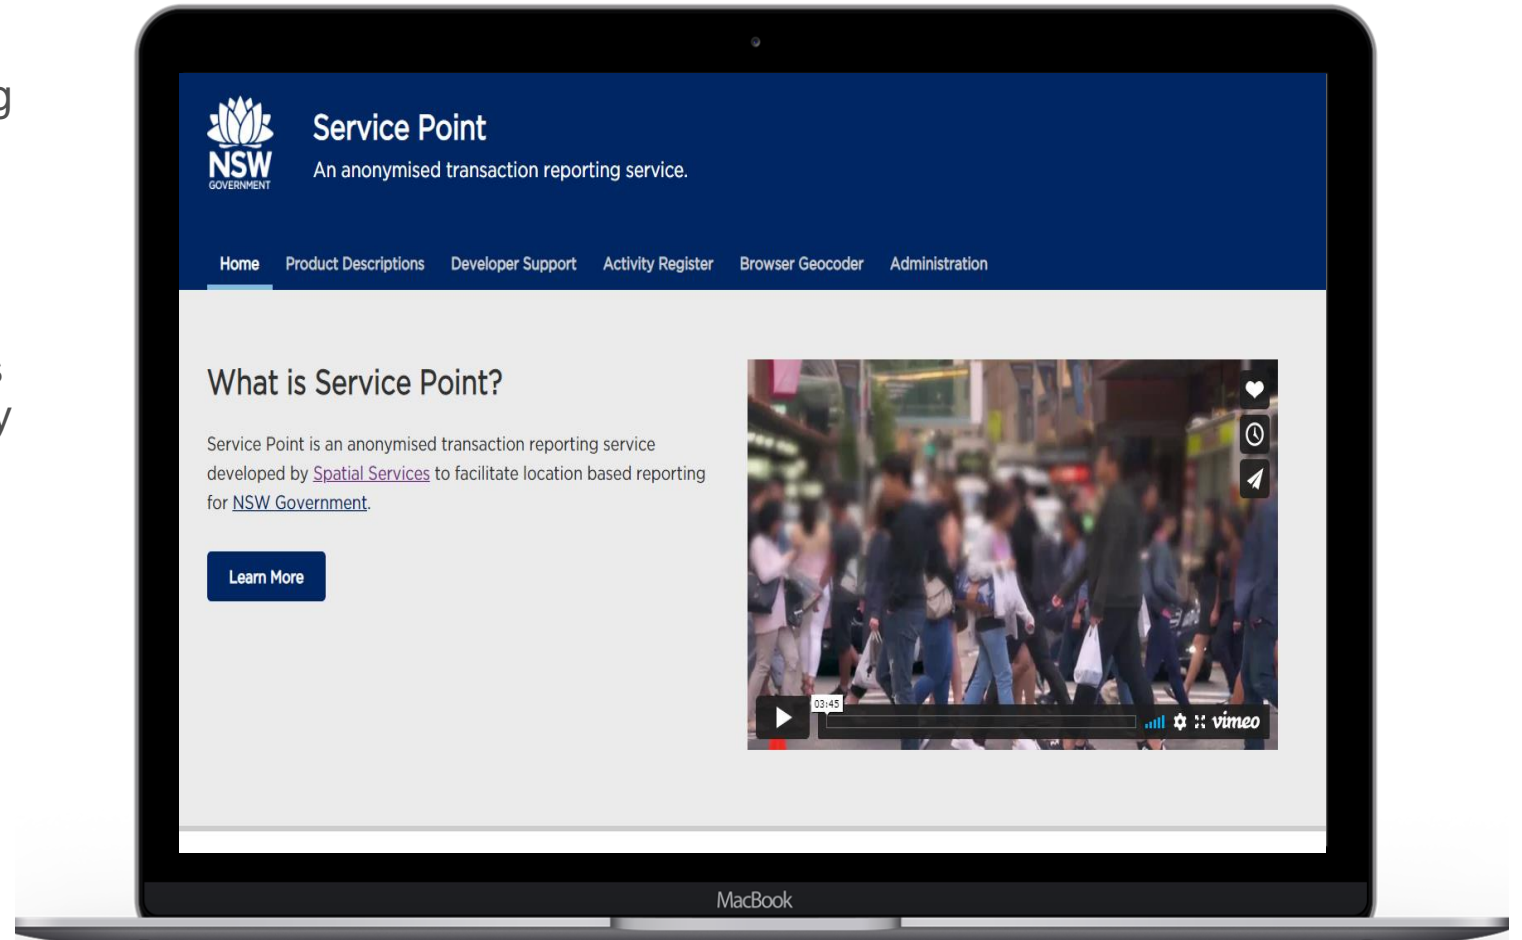 g
s
y
NSW
GOVERNMENT
Service Point
An anonymised transaction reporting service.
Home Product Descriptions Developer Support Activity Register Browser Geocoder Administration
What is Service Point?
Service Point is an anonymised transaction reporting service
developed by Spatial Services to facilitate location based reporting
for NSW Government.
Learn More
03:45
vimeo
MacBook